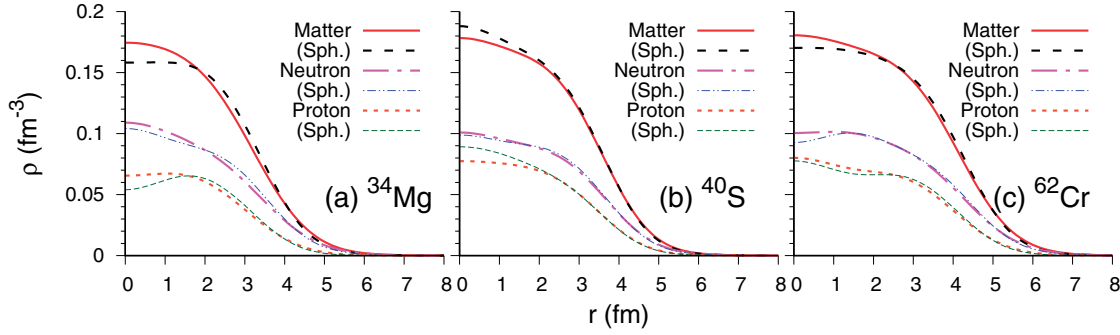 0.2
0.15
0.1
0.05
0
ρ (fm⁻³)
Matter
(Sph.)
Neutron
(Sph.)
Proton
(Sph.)
(a) ³⁴Mg
0 1 2 3 4 5 6 7 8
Matter
(Sph.)
Neutron
(Sph.)
Proton
(Sph.)
(b) ⁴⁰S
0 1 2 3 4 5 6 7 8
Matter
(Sph.)
Neutron
(Sph.)
Proton
(Sph.)
(c) ⁶²Cr
0 1 2 3 4 5 6 7 8
r (fm)